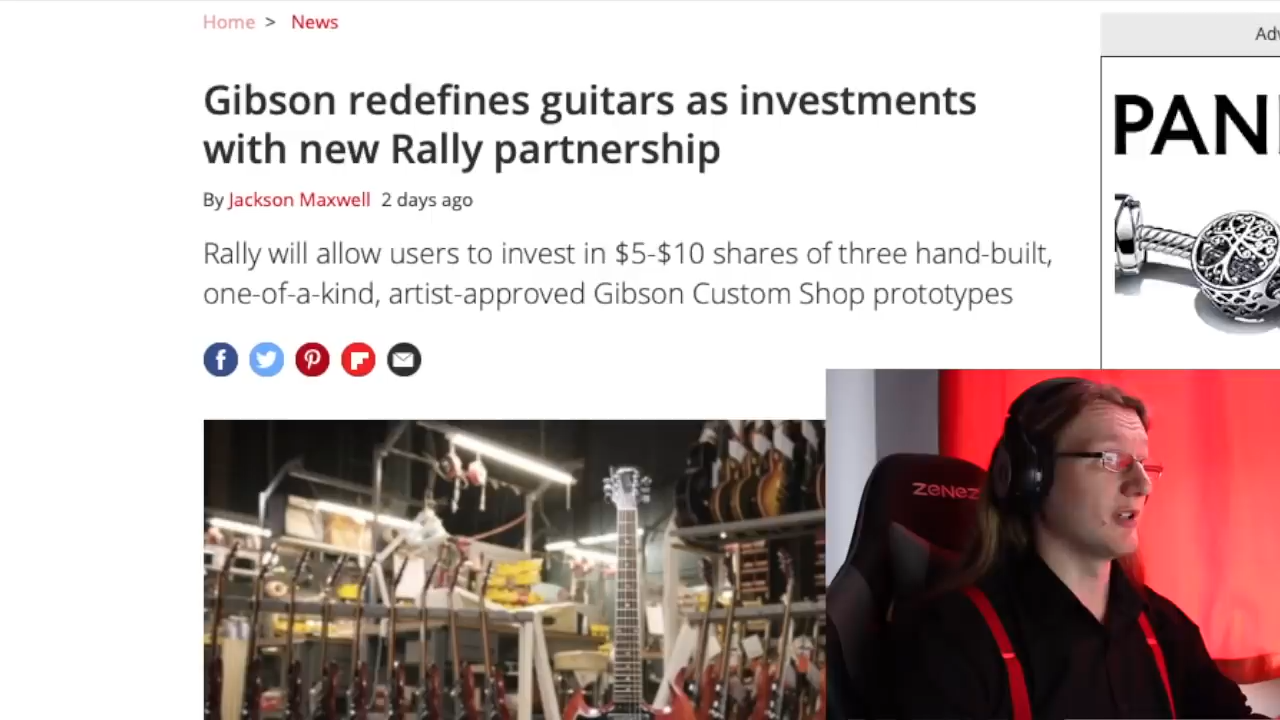 Home > News
Adv
Gibson redefines guitars as investments
with new Rally partnership
By Jackson Maxwell 2 days ago
Rally will allow users to invest in $5-$10 shares of three hand-built,
one-of-a-kind, artist-approved Gibson Custom Shop prototypes
PAN
ZENEZ